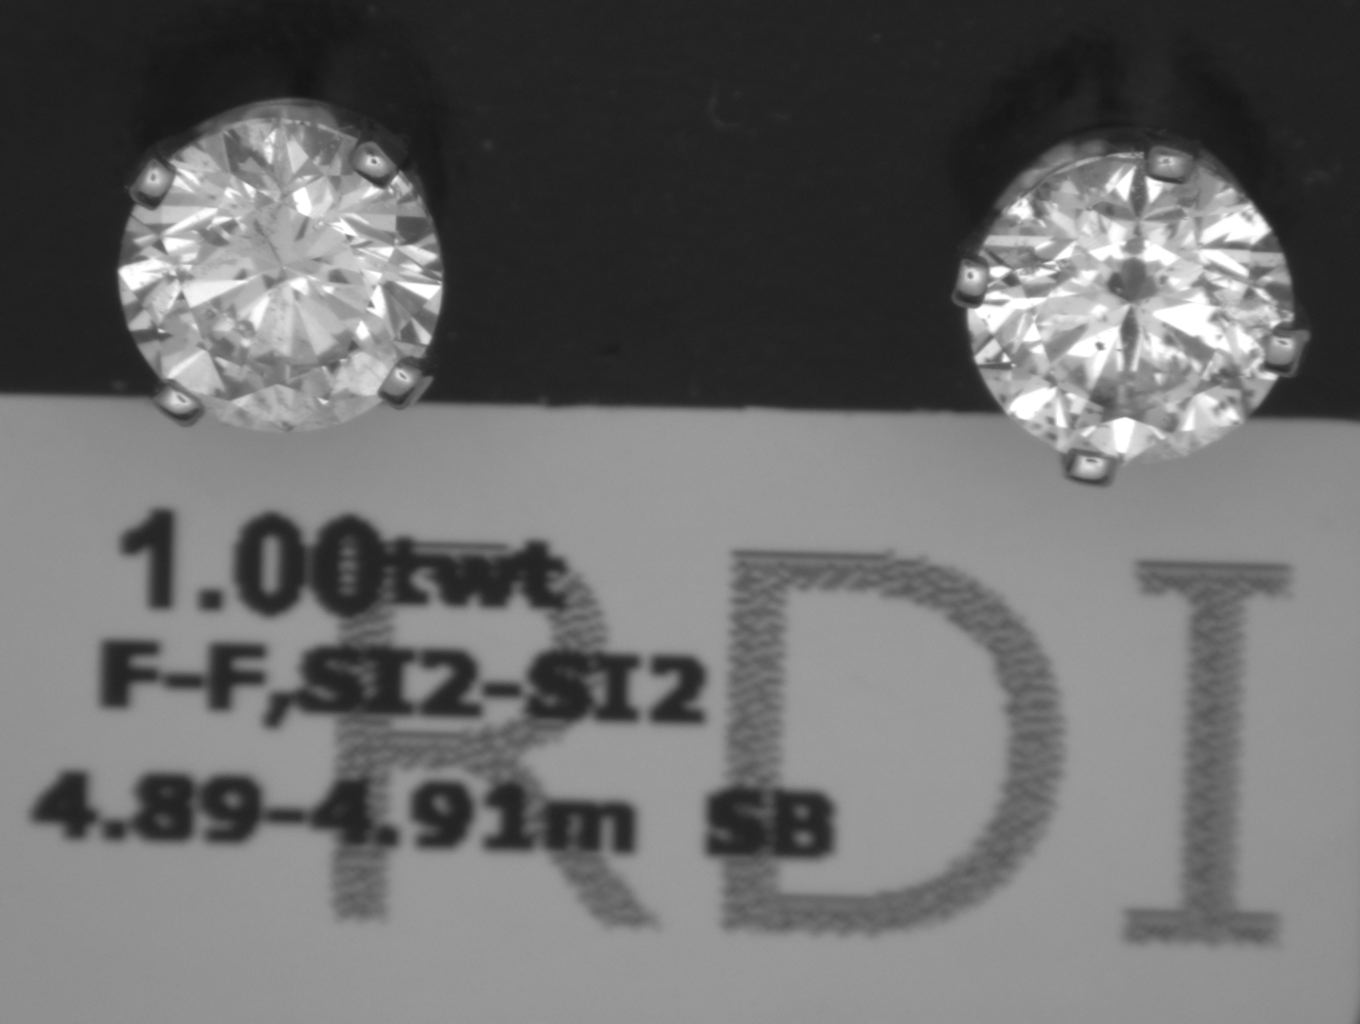 1.00twt
F-F,SI2-SI2
4.89-4.91m SB
RDI